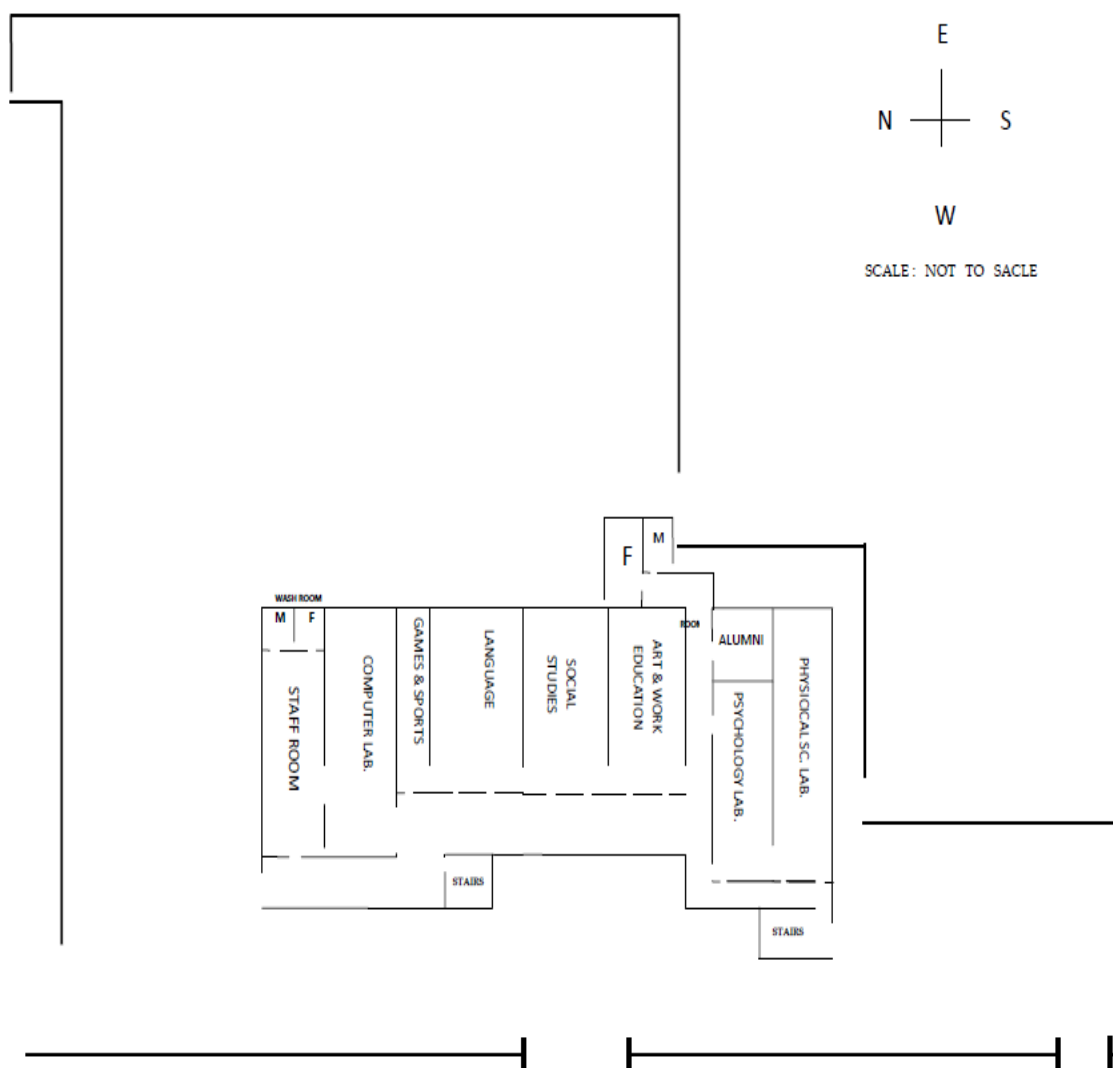 E
N
S
W
SCALE: NOT TO SACLE
M
F
WASH ROOM
M
F
STAFF ROOM
COMPUTER LAB.
GAMES & SPORTS
LANGUAGE
SOCIAL
STUDIES
ART & WORK
EDUCATION
ROOM
ALUMNI
PSYCHOLOGY LAB.
PHYSICICAL SC. LAB.
STAIRS
STAIRS